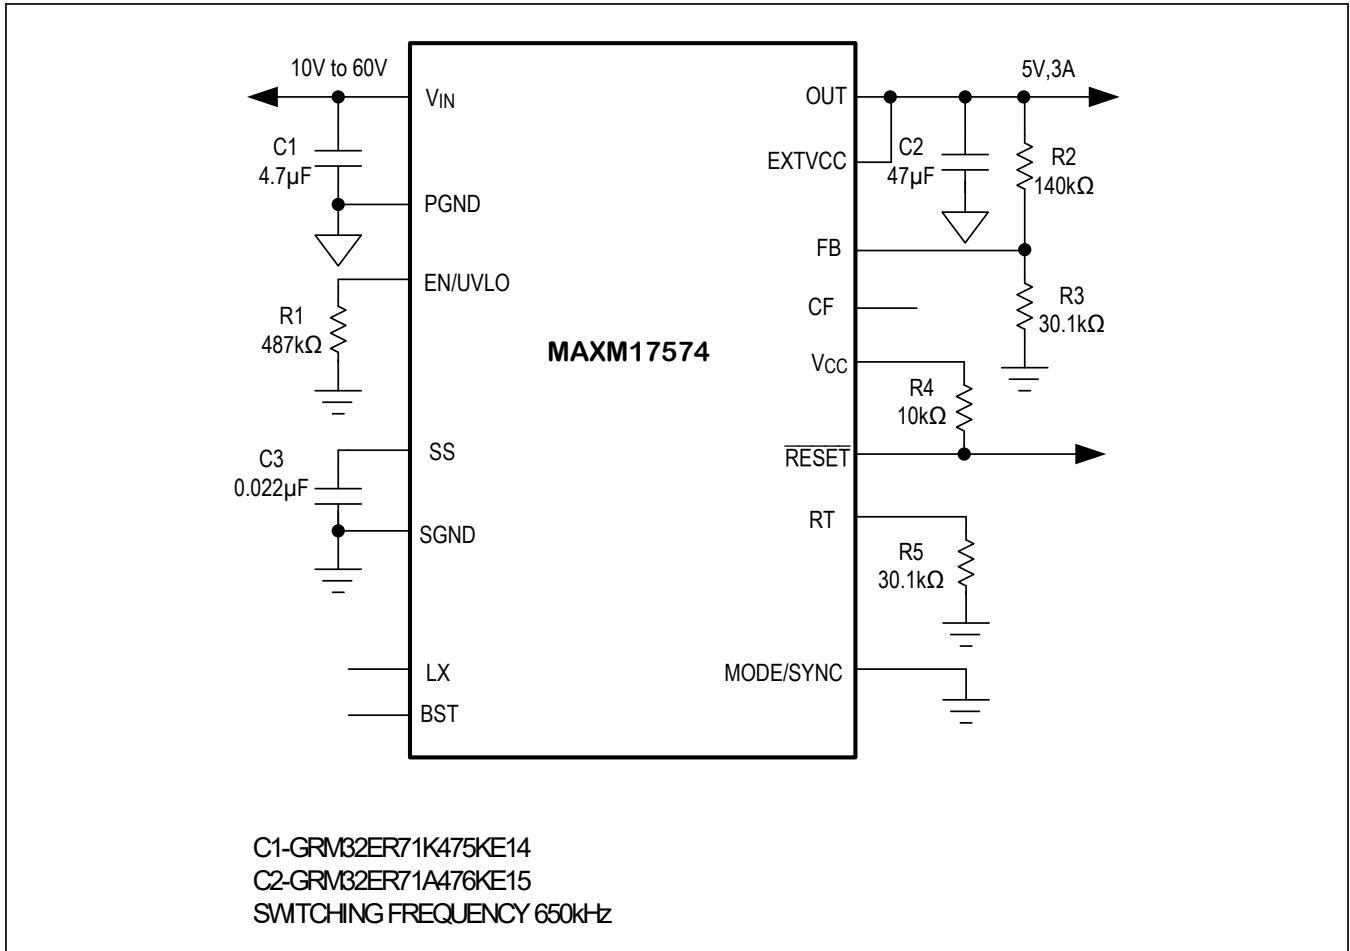 10V to 60V
VIN
C1
4.7µF
PGND
EN/UVLO
R1
487kΩ
SS
C3
0.022µF
SGND
LX
BST
MAXM17574
OUT
5V,3A
EXTVCC
C2
47µF
R2
140kΩ
FB
CF
R3
30.1kΩ
VCC
R4
10kΩ
RESET
RT
R5
30.1kΩ
MODE/SYNC
C1-GRM32ER71K475KE14
C2-GRM32ER71A476KE15
SWITCHING FREQUENCY 650kHz